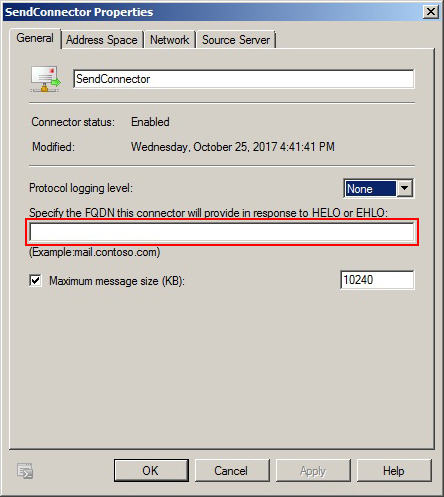 SendConnector Properties
General Address Space Network Source Server
SendConnector
Connector status: Enabled
Modified: Wednesday, October 25, 2017 4:41:41 PM
Protocol logging level: None
Specify the FQDN this connector will provide in response to HELO or EHLO:
(Example:mail.contoso.com)
Maximum message size (KB): 10240
OK Cancel Apply Help